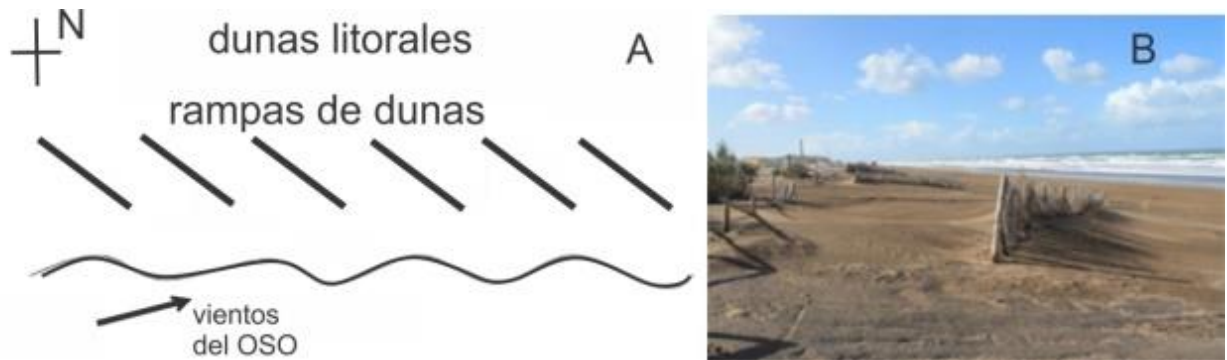 N
dunas litorales
A
rampas de dunas
vientos
del OSO
B